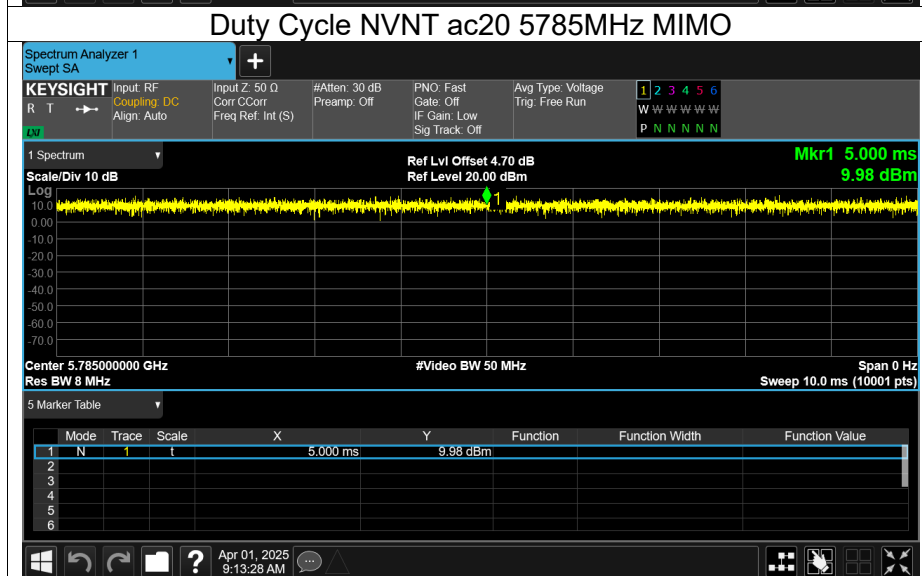 Duty Cycle NVNT ac20 5785MHz MIMO
Spectrum Analyzer 1
Swept SA
▼
+
KEYSIGHT Input: RF Input Z: 50 Ω #Atten: 30 dB PNO: Fast Avg Type: Voltage 1 2 3 4 5 6
R T Coupling: DC Corr CCorr Preamp: Off Gate: Off Trig: Free Run W W W W W W
Align: Auto Freq Ref: Int (S) IF Gain: Low
LXI Sig Track: Off P N N N N N
1 Spectrum ▼
Ref Lvl Offset 4.70 dB Mkr1 5.000 ms
Scale/Div 10 dB Ref Level 20.00 dBm 9.98 dBm
Log
1
10.0
0.00
-10.0
-20.0
-30.0
-40.0
-50.0
-60.0
-70.0
Center 5.785000000 GHz #Video BW 50 MHz Span 0 Hz
Res BW 8 MHz Sweep 10.0 ms (10001 pts)
5 Marker Table ▼
Mode Trace Scale X Y Function Function Width Function Value
1 N 1 t 5.000 ms 9.98 dBm
2
3
4
5
6
? Apr 01, 2025
9:13:28 AM